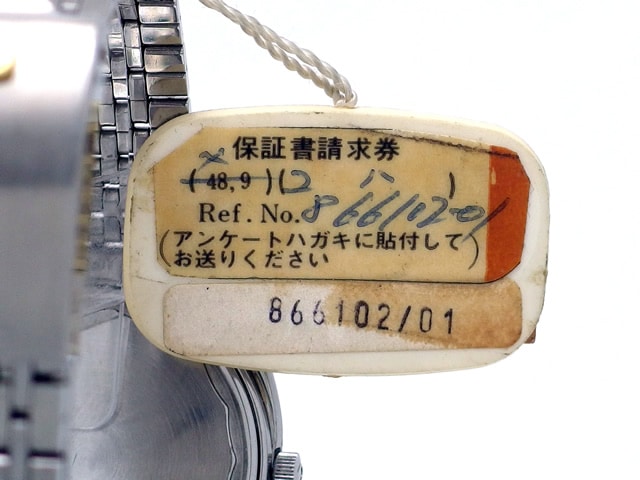 保証書請求券
(48,9)(2 ハ )
Ref. No. 866102-01
(アンケートハガキに貼付して
お送りください)
866102/01